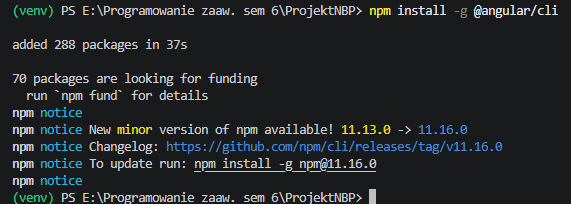 (venv) PS E:\Programowanie zaaw. sem 6\ProjektNBP> npm install -g @angular/cli
added 288 packages in 37s
70 packages are looking for funding
  run `npm fund` for details
npm notice
npm notice New minor version of npm available! 11.13.0 -> 11.16.0
npm notice Changelog: https://github.com/npm/cli/releases/tag/v11.16.0
npm notice To update run: npm install -g npm@11.16.0
npm notice
(venv) PS E:\Programowanie zaaw. sem 6\ProjektNBP>